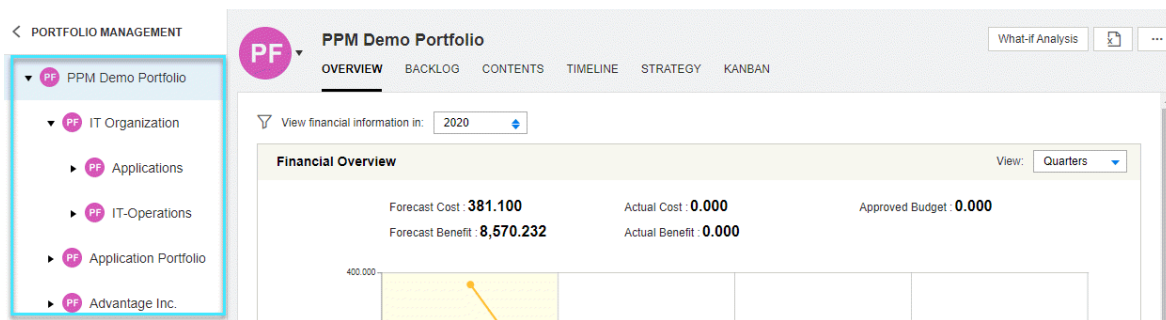 PORTFOLIO MANAGEMENT
PF PPM Demo Portfolio
PF IT Organization
PF Applications
PF IT-Operations
PF Application Portfolio
PF Advantage Inc.
PF PPM Demo Portfolio
What-if Analysis
OVERVIEW BACKLOG CONTENTS TIMELINE STRATEGY KANBAN
View financial information in: 2020
Financial Overview View: Quarters
Forecast Cost : 381.100 Actual Cost : 0.000 Approved Budget : 0.000
Forecast Benefit : 8,570.232 Actual Benefit : 0.000
400.000